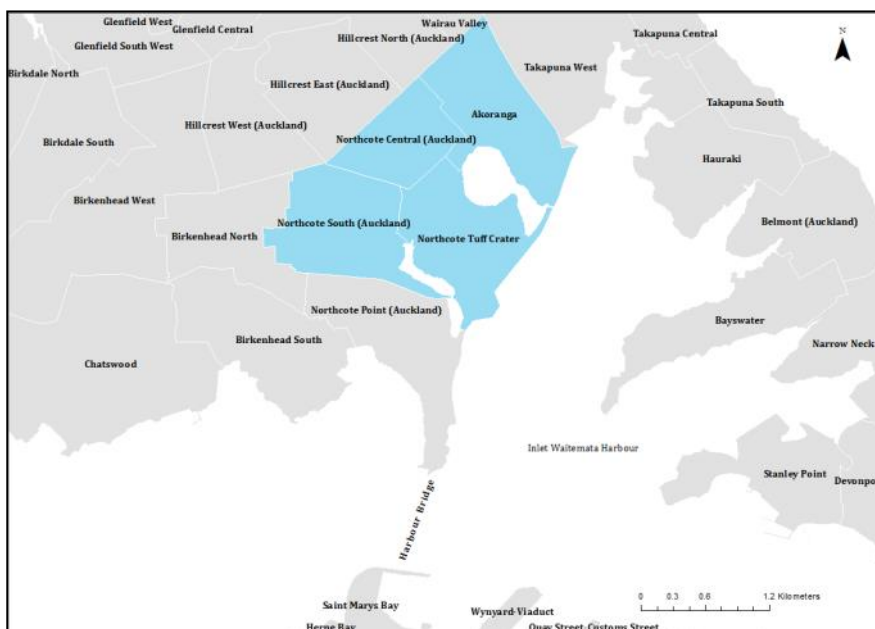 Glenfield West
Wairau Valley
Glenfield Central
Hillcrest North (Auckland)
Takapuna Central
N
Glenfield South West
Takapuna West
Birkdale North
Hillcrest East (Auckland)
Takapuna South
Akoranga
Hillcrest West (Auckland)
Northcote Central (Auckland)
Birkdale South
Hauraki
Birkenhead West
Northcote South (Auckland)
Belmont (Auckland)
Birkenhead North
Northcote Tuff Crater
Northcote Point (Auckland)
Bayswater
Birkenhead South
Narrow Neck
Chatswood
Inlet Waitemata Harbour
Stanley Point
Devonpo
Harbour Bridge
0 0.3 0.6 1.2 Kilometers
Saint Marys Bay
Wynyard-Viaduct
Herne Bay
Quay Street-Customs Street